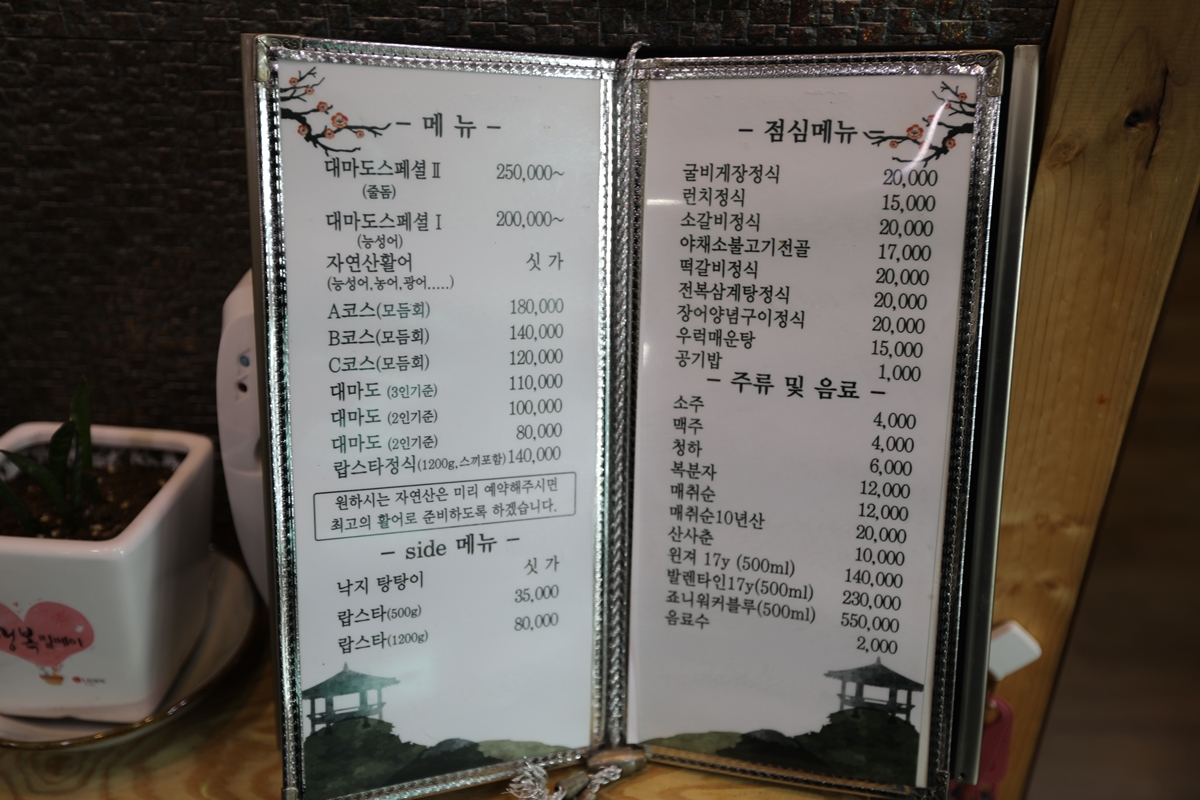 - 메 뉴 -
대마도스페셜Ⅱ 250,000~
(줄돔)
대마도스페셜Ⅰ 200,000~
(능성어)
자연산활어 싯 가
(능성어,농어,광어.....)
A코스(모듬회) 180,000
B코스(모듬회) 140,000
C코스(모듬회) 120,000
대마도 (3인기준) 110,000
대마도 (2인기준) 100,000
대마도 (2인기준) 80,000
랍스타정식(1200g,스끼포함) 140,000
원하시는 자연산은 미리 예약해주시면
최고의 활어로 준비하도록 하겠습니다.
- side 메뉴 -
낙지 탕탕이 싯 가
랍스타(500g) 35,000
랍스타(1200g) 80,000
- 점심메뉴 -
굴비게장정식 20,000
런치정식 15,000
소갈비정식 20,000
야채소불고기전골 17,000
떡갈비정식 20,000
전복삼계탕정식 20,000
장어양념구이정식 20,000
우럭매운탕 15,000
공기밥 1,000
- 주류 및 음료 -
소주 4,000
맥주 4,000
청하 6,000
복분자 12,000
매취순 12,000
매취순10년산 20,000
산사춘 10,000
윈져 17y (500ml) 140,000
발렌타인17y(500ml) 230,000
죠니워커블루(500ml) 550,000
음료수 2,000